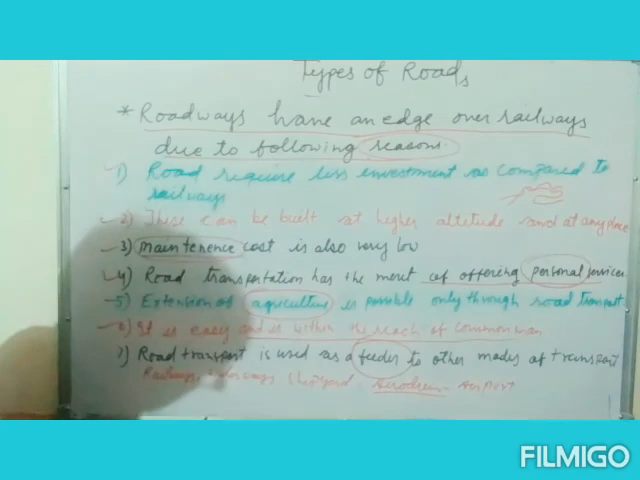 Types of Roads
* Roadways have an edge over railways
due to following reasons.
1) Road require less investment as compared to
railways
2) These can be built at higher altitude and at any place
3) maintenence cost is also very low
4) Road transportation has the merit of offering personal services
5) Extension of agriculture is possible only through road transport
6) It is easy and is within the reach of common man
7) Road transport is used as a feeder to other modes of transport
Railways, - Airport
FILMIGO